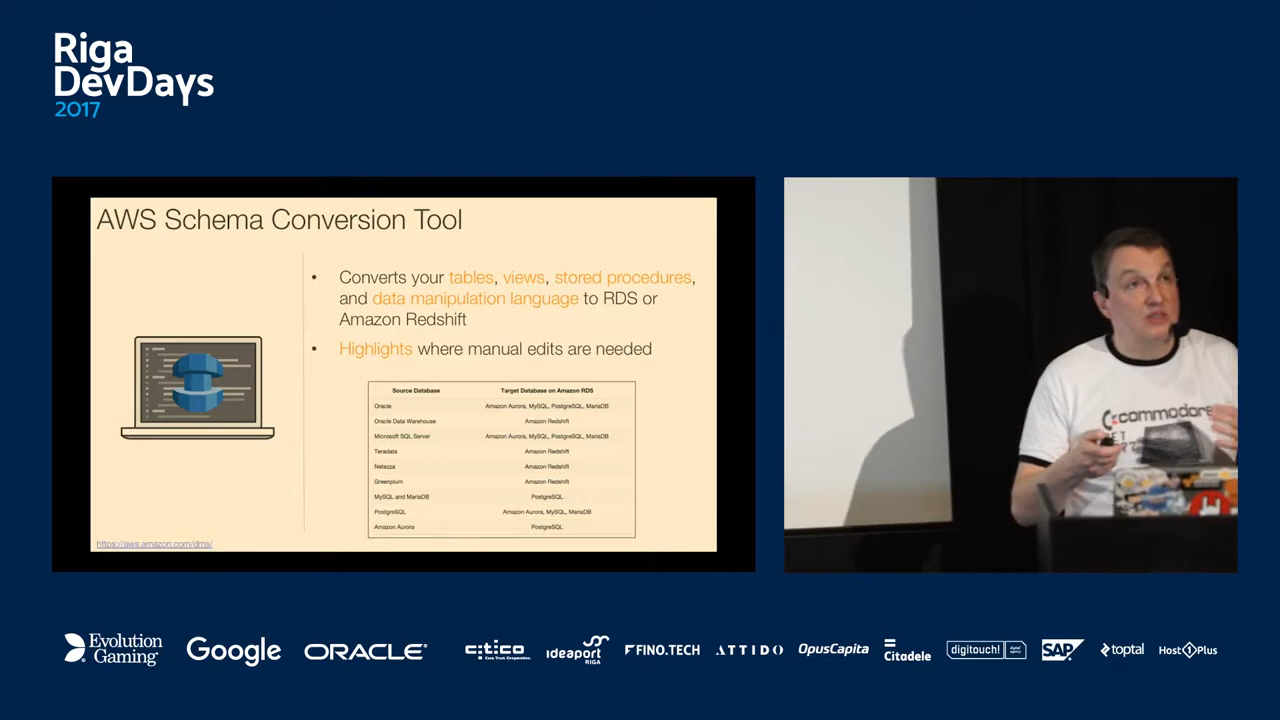 Riga
DevDays
2017
AWS Schema Conversion Tool
• Converts your tables, views, stored procedures,
and data manipulation language to RDS or
Amazon Redshift
• Highlights where manual edits are needed
Source Database Target Database on Amazon RDS
Oracle Amazon Aurora, MySQL, PostgreSQL, MariaDB
Oracle Data Warehouse Amazon Redshift
Microsoft SQL Server Amazon Aurora, MySQL, PostgreSQL, MariaDB
Teradata Amazon Redshift
Netezza Amazon Redshift
Greenplum Amazon Redshift
MySQL and MariaDB PostgreSQL
PostgreSQL Amazon Aurora, MySQL, MariaDB
Amazon Aurora PostgreSQL
https://aws.amazon.com/dms/
commodore
Evolution
Gaming
Google
ORACLE
citico
Care. Trust. Cooperation.
ideaport
RIGA
FINO.TECH
ATTIDO
OpusCapita
Citadele
digitouch!
SAP
toptal
Host1Plus